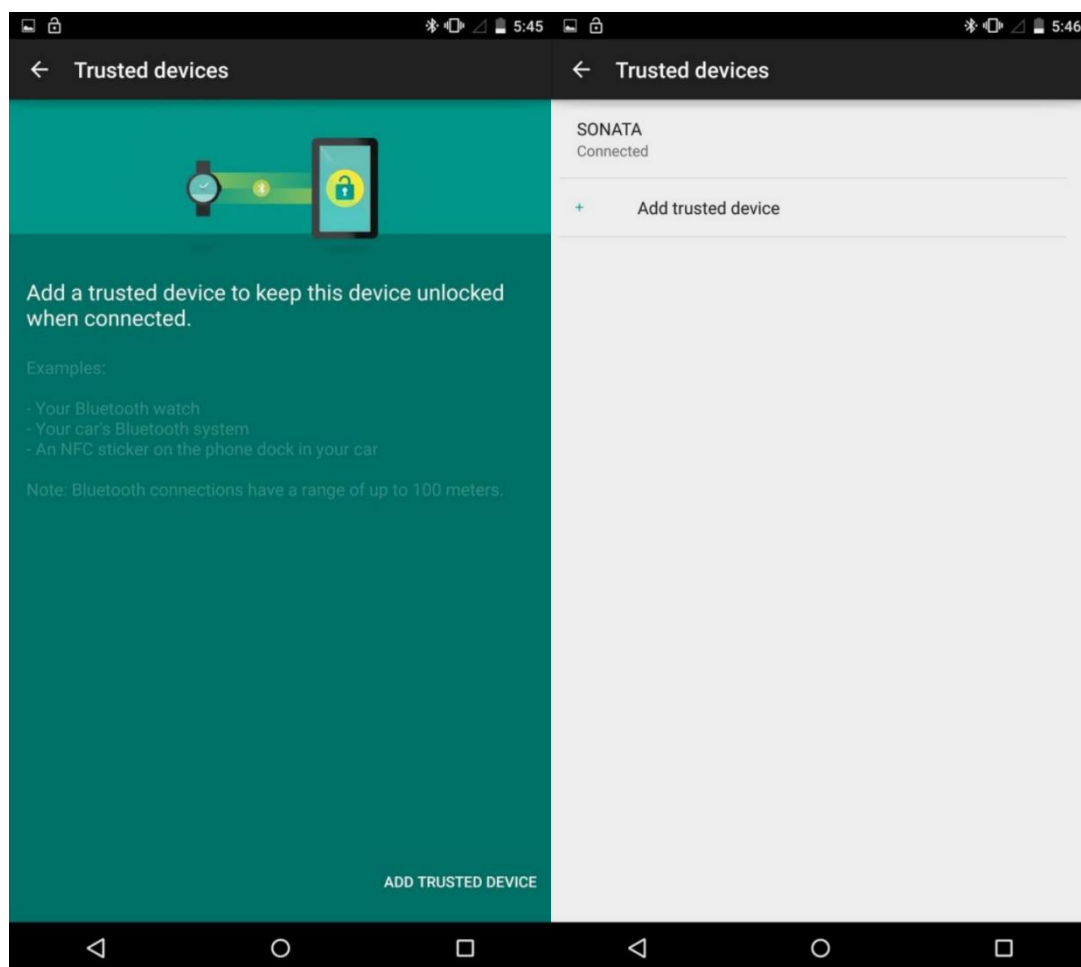 5:45
Trusted devices
Add a trusted device to keep this device unlocked
when connected.
Examples:
- Your Bluetooth watch
- Your car's Bluetooth system
- An NFC sticker on the phone dock in your car
Note: Bluetooth connections have a range of up to 100 meters.
ADD TRUSTED DEVICE
5:46
Trusted devices
SONATA
Connected
+ Add trusted device